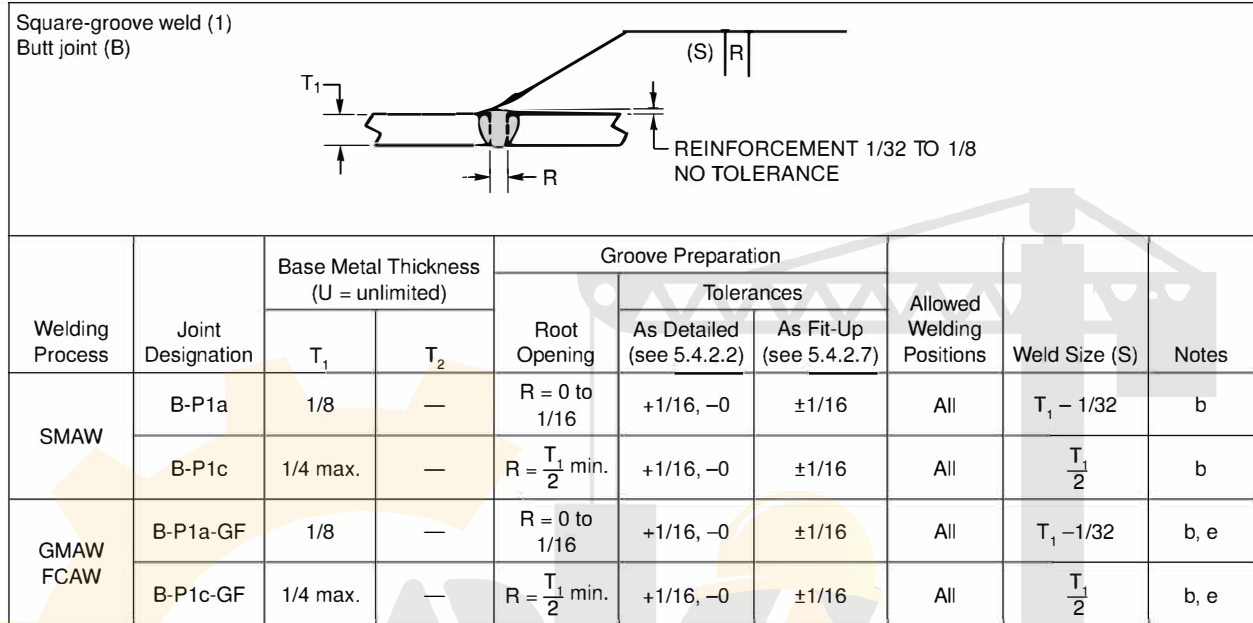 Square-groove weld (1)
Butt joint (B)
(S) R
T₁
REINFORCEMENT 1/32 TO 1/8
NO TOLERANCE
R
Welding Process | Joint Designation | Base Metal Thickness (U = unlimited) | Groove Preparation | Allowed Welding Positions | Weld Size (S) | Notes
T₁ | T₂ | Root Opening | Tolerances
As Detailed (see 5.4.2.2) | As Fit-Up (see 5.4.2.7)
SMAW | B-P1a | 1/8 | — | R = 0 to 1/16 | +1/16, –0 | ±1/16 | All | T₁ – 1/32 | b
B-P1c | 1/4 max. | — | R = T₁/2 min. | +1/16, –0 | ±1/16 | All | T₁/2 | b
GMAW FCAW | B-P1a-GF | 1/8 | — | R = 0 to 1/16 | +1/16, –0 | ±1/16 | All | T₁ –1/32 | b, e
B-P1c-GF | 1/4 max. | — | R = T₁/2 min. | +1/16, –0 | ±1/16 | All | T₁/2 | b, e